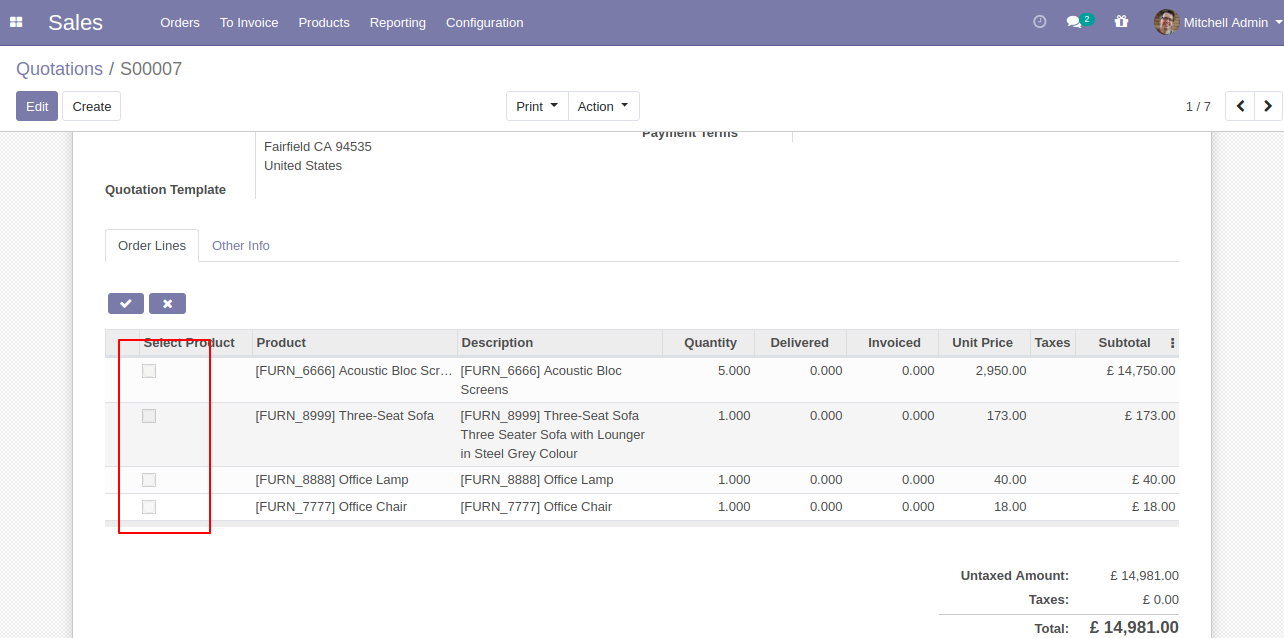 Sales Orders To Invoice Products Reporting Configuration 2 Mitchell Admin
Quotations / S00007
Edit Create Print Action 1 / 7
Payment Terms
Fairfield CA 94535
United States
Quotation Template
Order Lines Other Info
Select Product Product Description Quantity Delivered Invoiced Unit Price Taxes Subtotal
[FURN_6666] Acoustic Bloc Scr… [FURN_6666] Acoustic Bloc 5.000 0.000 0.000 2,950.00 £ 14,750.00
Screens
[FURN_8999] Three-Seat Sofa [FURN_8999] Three-Seat Sofa 1.000 0.000 0.000 173.00 £ 173.00
Three Seater Sofa with Lounger
in Steel Grey Colour
[FURN_8888] Office Lamp [FURN_8888] Office Lamp 1.000 0.000 0.000 40.00 £ 40.00
[FURN_7777] Office Chair [FURN_7777] Office Chair 1.000 0.000 0.000 18.00 £ 18.00
Untaxed Amount: £ 14,981.00
Taxes: £ 0.00
Total: £ 14,981.00